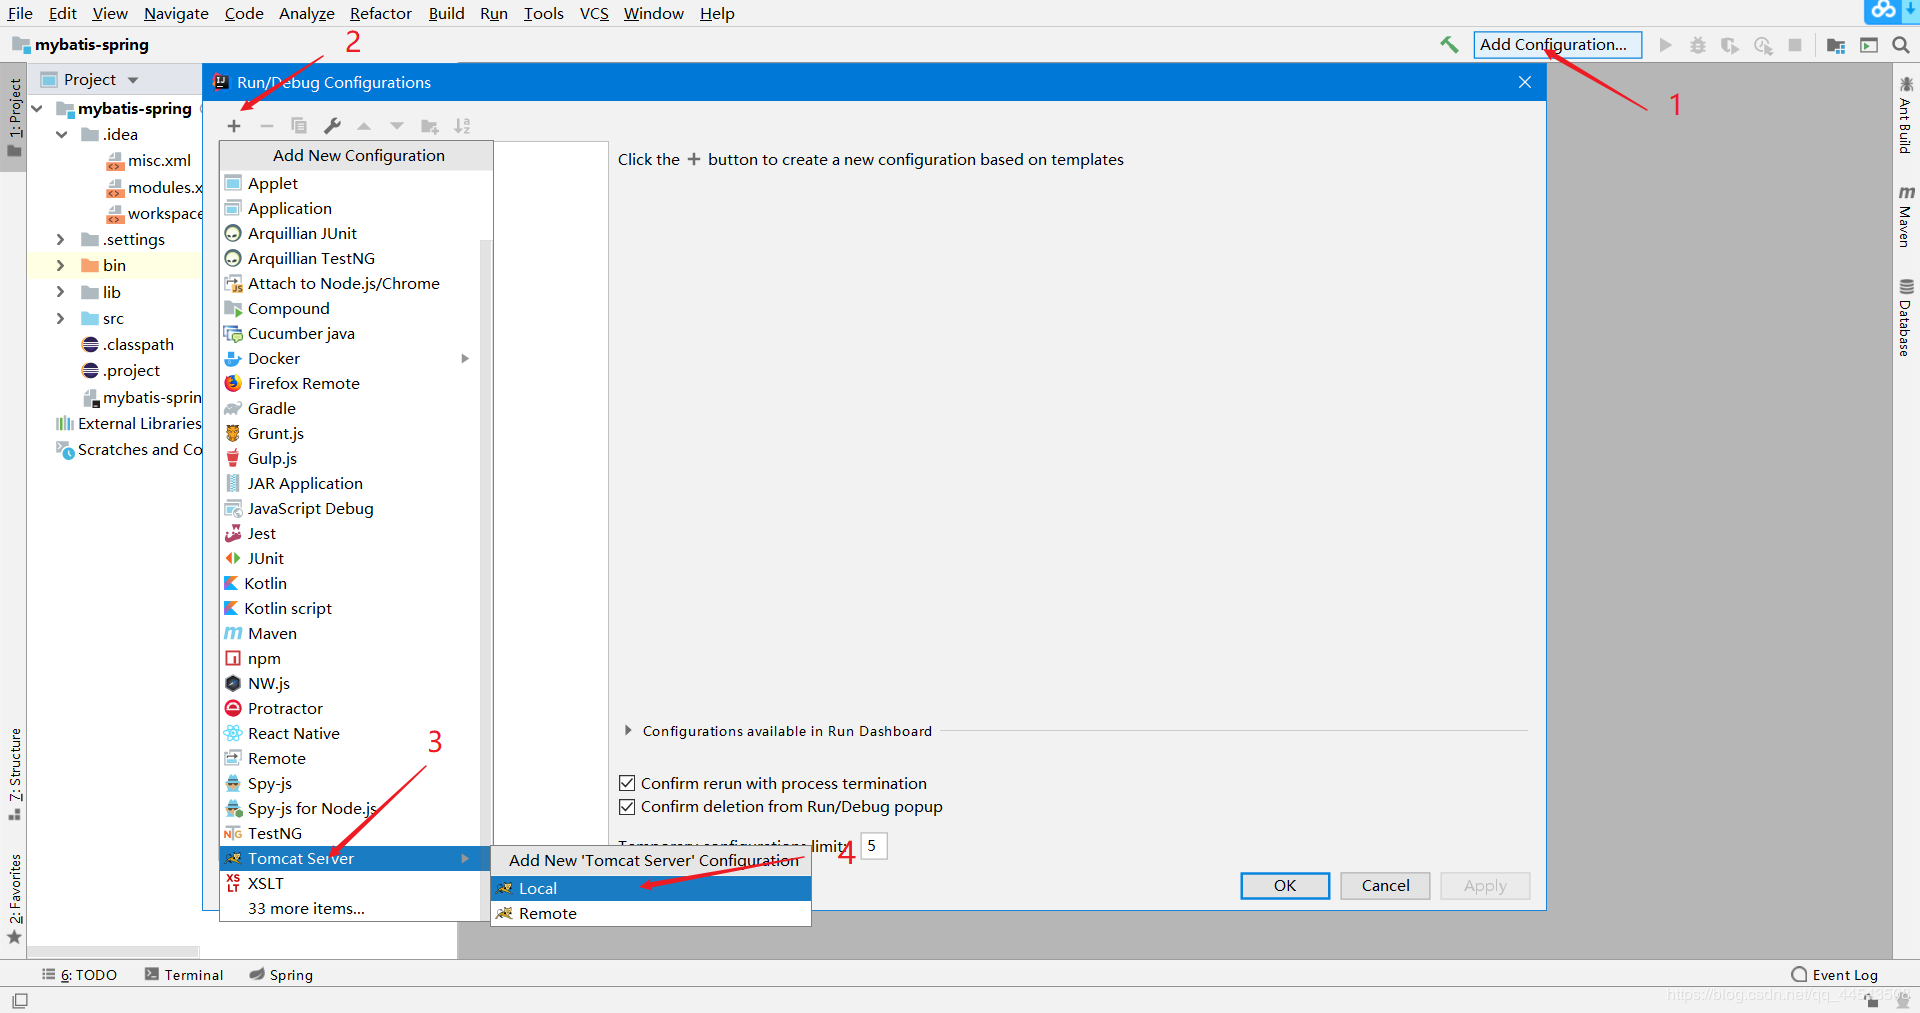 File Edit View Navigate Code Analyze Refactor Build Run Tools VCS Window Help
mybatis-spring
2
Add Configuration...
1
1: Project
Project
Run/Debug Configurations
mybatis-spring
.idea
misc.xml
modules.x
workspace
.settings
bin
lib
src
.classpath
.project
mybatis-sprin
External Libraries
Scratches and Co
Add New Configuration
Applet
Application
Arquillian JUnit
Arquillian TestNG
Attach to Node.js/Chrome
Compound
Cucumber java
Docker
Firefox Remote
Gradle
Grunt.js
Gulp.js
JAR Application
JavaScript Debug
Jest
JUnit
Kotlin
Kotlin script
Maven
npm
NW.js
Protractor
React Native
Remote
Spy-js
Spy-js for Node.js
TestNG
Tomcat Server
XSLT
33 more items...
3
Click the + button to create a new configuration based on templates
Configurations available in Run Dashboard
Confirm rerun with process termination
Confirm deletion from Run/Debug popup
Temporary configurations limit: 5
4
Add New 'Tomcat Server' Configuration
Local
Remote
OK Cancel Apply
Ant Build
Maven
Database
7: Structure
2: Favorites
6: TODO Terminal Spring
Event Log